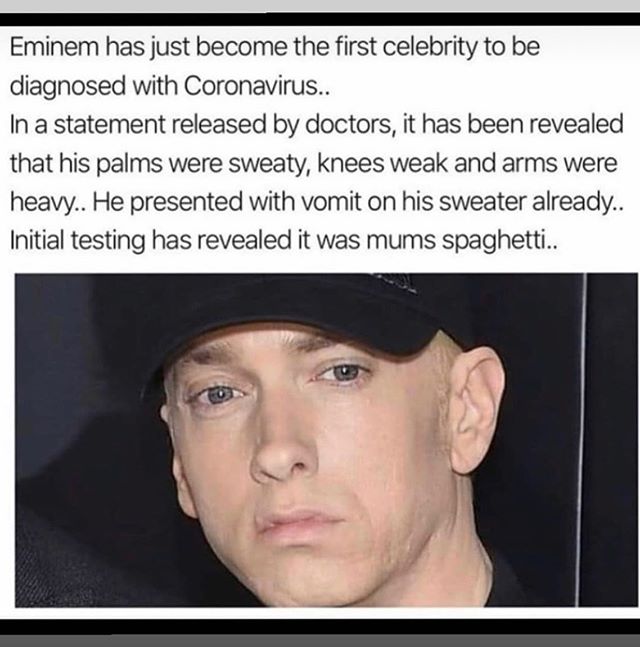 Eminem has just become the first celebrity to be
diagnosed with Coronavirus..
In a statement released by doctors, it has been revealed
that his palms were sweaty, knees weak and arms were
heavy.. He presented with vomit on his sweater already..
Initial testing has revealed it was mums spaghetti..